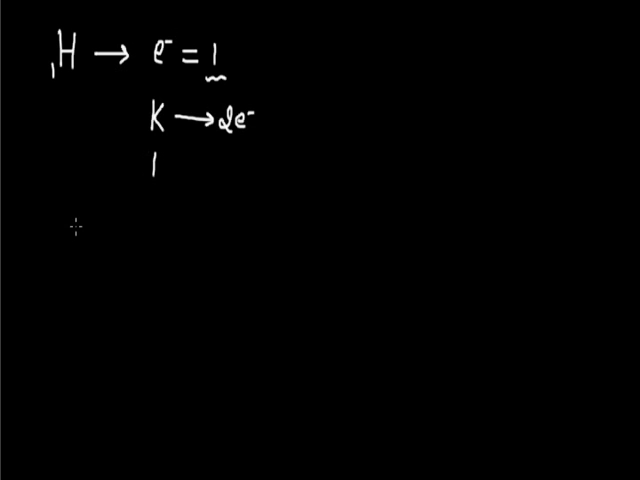 ₁H → e⁻ = 1
K → 2e⁻
1